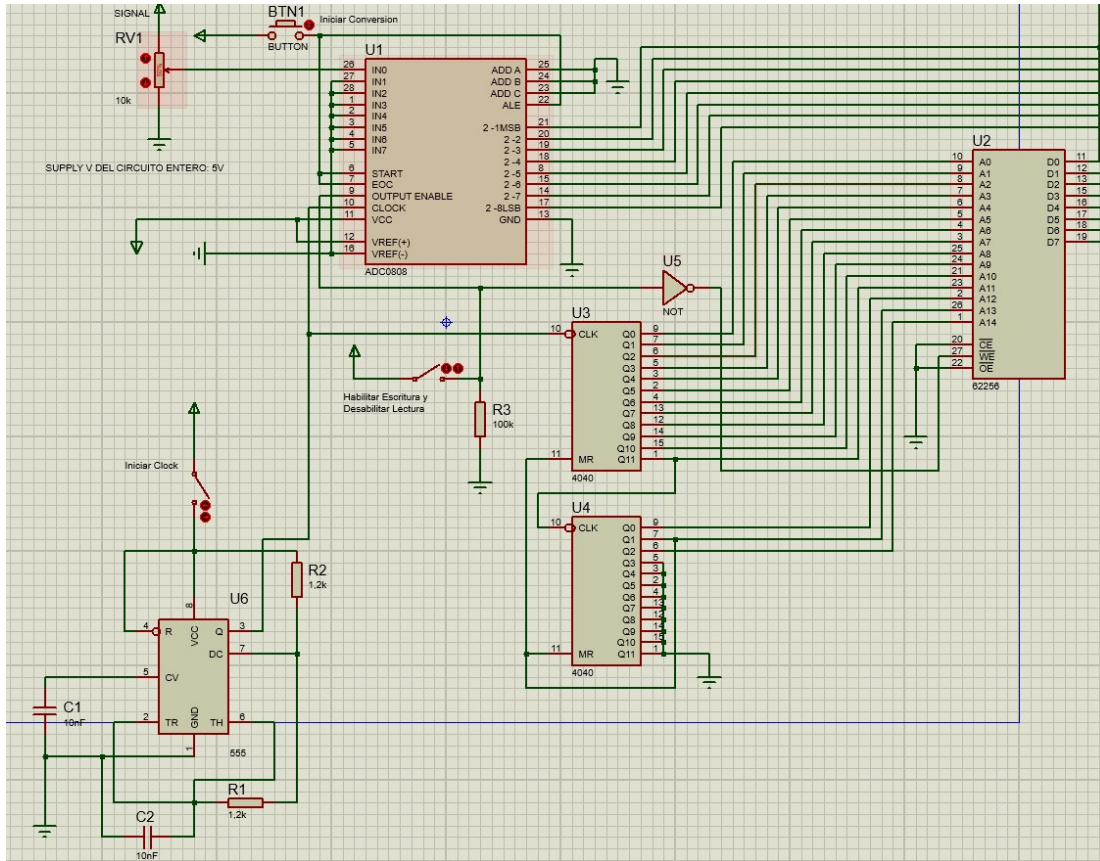 SIGNAL
RV1
10k
BTN1
Iniciar Conversion
BUTTON
SUPPLY V DEL CIRCUITO ENTERO: 5V
U1
26 IN0
27 IN1
28 IN2
1 IN3
2 IN4
3 IN5
4 IN6
5 IN7
6 START
7 EOC
9 OUTPUT ENABLE
10 CLOCK
11 VCC
12 VREF(+)
16 VREF(-)
ADD A 25
ADD B 24
ADD C 23
ALE 22
2 -1MSB 21
2 -2 20
2 -3 19
2 -4 18
2 -5 8
2 -6 15
2 -7 14
2 -8LSB 17
GND 13
ADC0808
U2
10 A0
9 A1
8 A2
7 A3
6 A4
5 A5
4 A6
3 A7
25 A8
24 A9
21 A10
23 A11
2 A12
26 A13
1 A14
20 CE
27 WE
22 OE
D0 11
D1 12
D2 13
D3 15
D4 16
D5 17
D6 18
D7 19
62256
U5
NOT
U3
10 CLK
11 MR
Q0 9
Q1 7
Q2 6
Q3 5
Q4 3
Q5 2
Q6 4
Q7 13
Q8 12
Q9 14
Q10 15
Q11 1
4040
Habilitar Escritura y
Desabilitar Lectura
R3
100k
U4
10 CLK
11 MR
Q0 9
Q1 7
Q2 6
Q3 5
Q4 3
Q5 2
Q6 4
Q7 13
Q8 12
Q9 14
Q10 15
Q11 1
4040
Iniciar Clock
R2
1,2k
U6
8 VCC
4 R
5 CV
2 TR
1 GND
Q 3
DC 7
TH 6
555
C1
10nF
R1
1,2k
C2
10nF